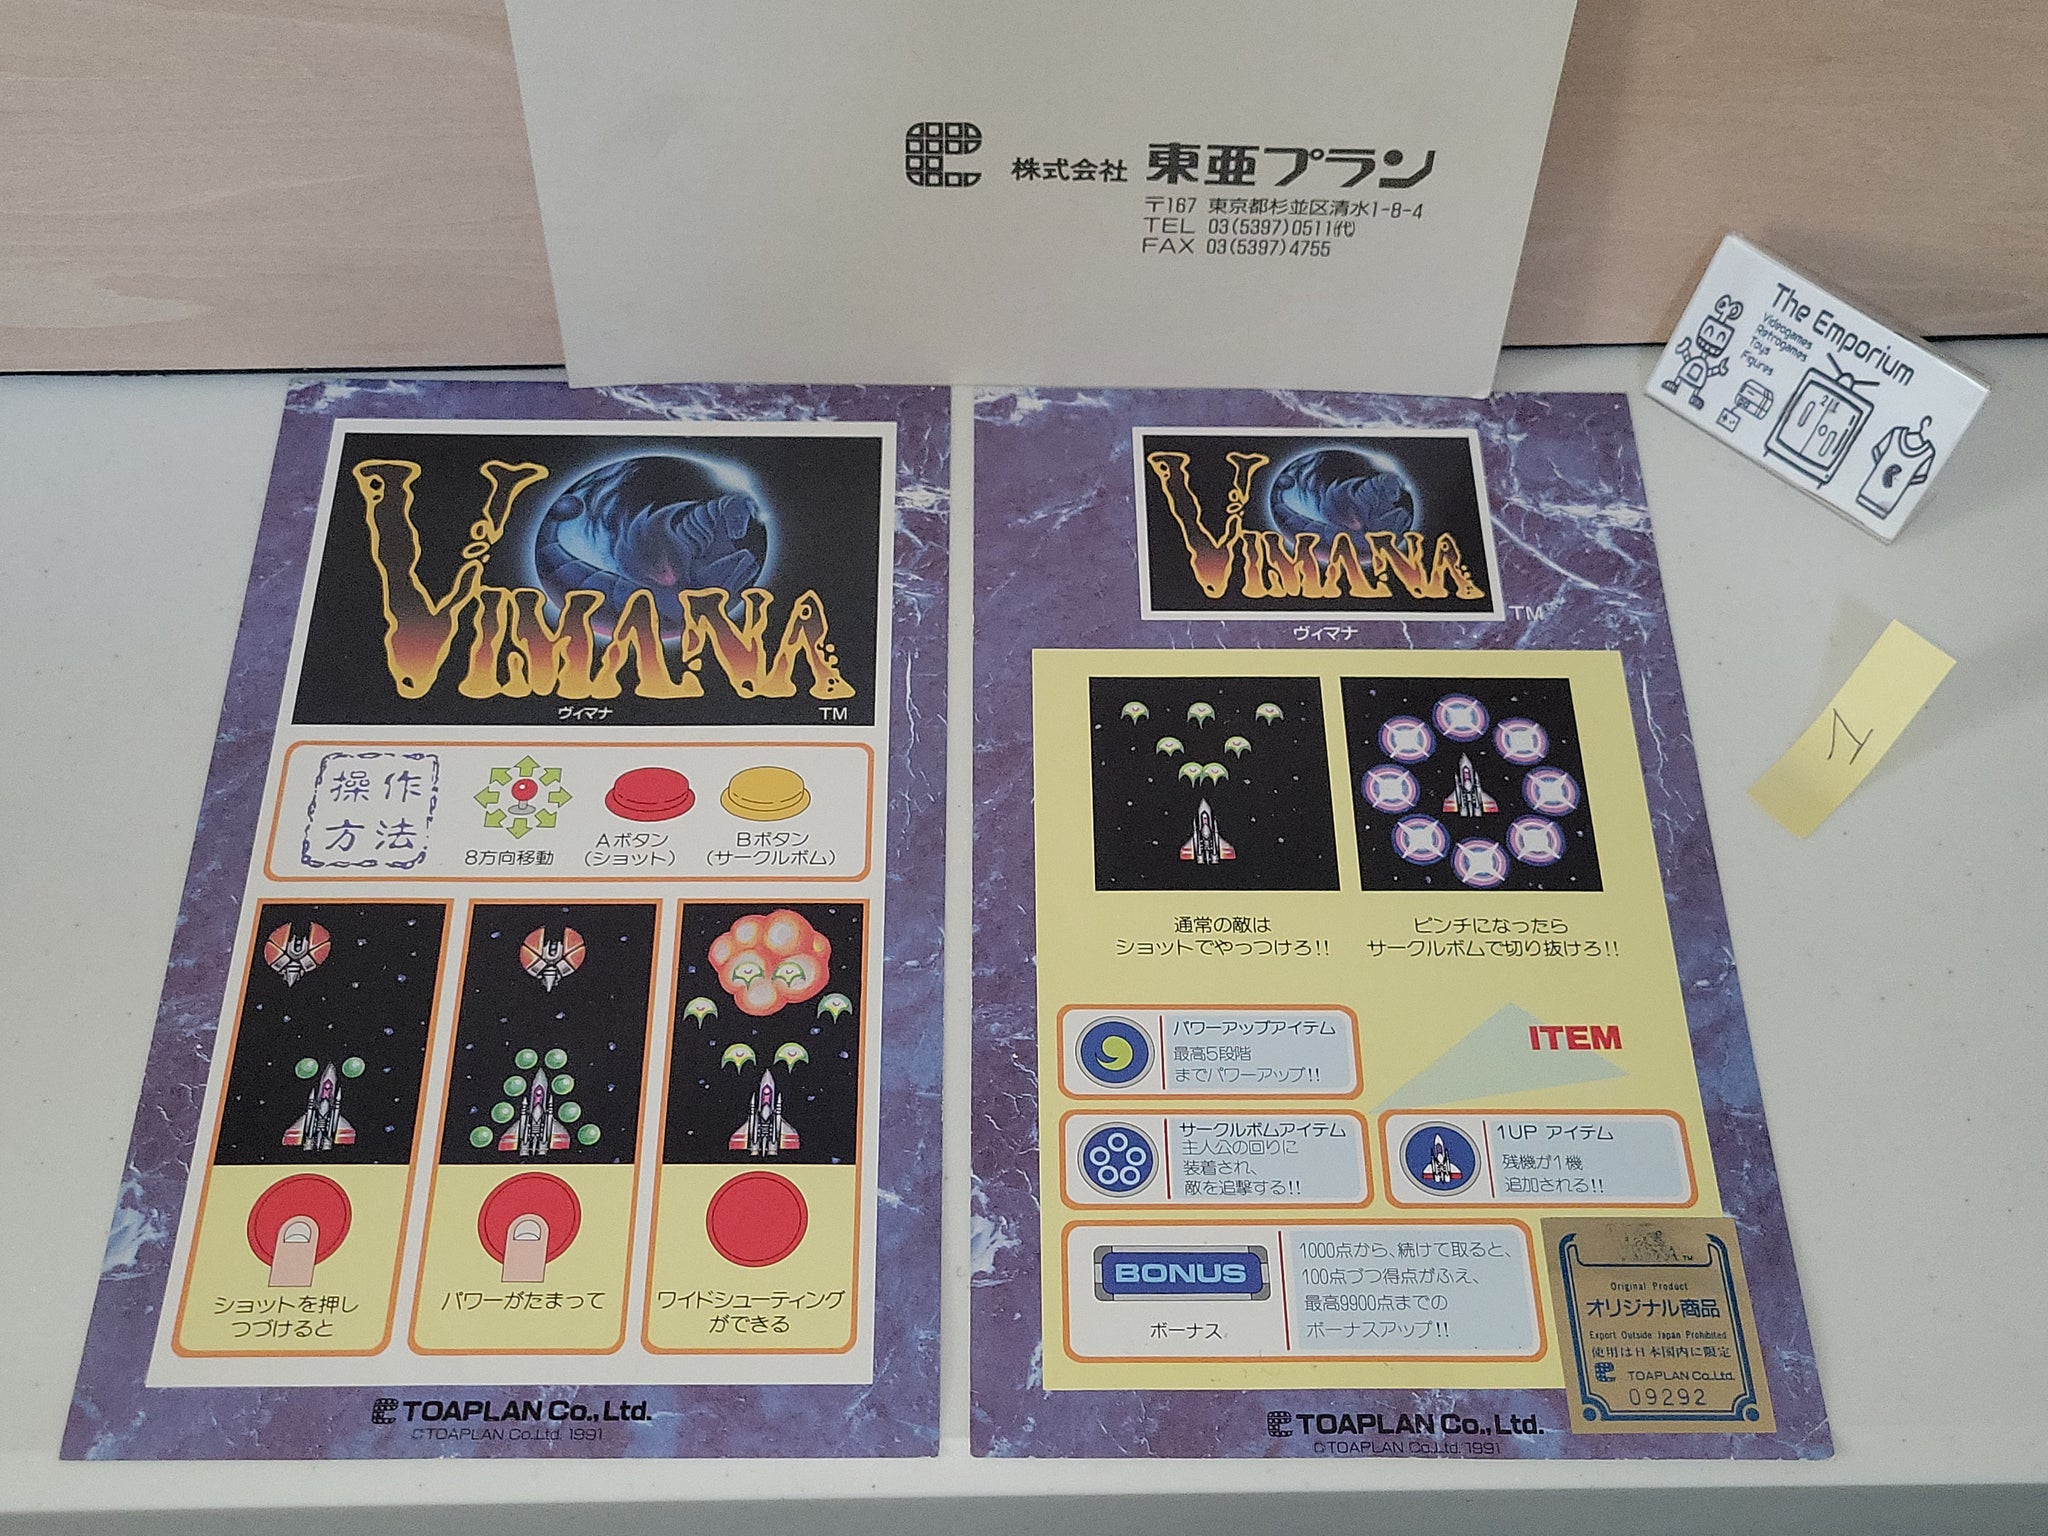 株式会社 東亜プラン
〒167 東京都杉並区清水1-8-4
TEL 03(5397)0511(代)
FAX 03(5397)4755
The Emporium
Videogames
Retrogames
Toys
Figures
1
VIMANA
ヴィマナ TM
操作
方法
8方向移動
Aボタン
(ショット)
Bボタン
(サークルボム)
ショットを押し
つづけると
パワーがたまって
ワイドシューティング
ができる
TOAPLAN Co., Ltd.
©TOAPLAN Co.,Ltd. 1991
VIMANA
TM
ヴィマナ
通常の敵は
ショットでやっつけろ!!
ピンチになったら
サークルボムで切り抜けろ!!
パワーアップアイテム
最高5段階
までパワーアップ!!
ITEM
サークルボムアイテム
主人公の回りに
装着され、
敵を追撃する!!
1UP アイテム
残機が1機
追加される!!
BONUS
ボーナス
1000点から、続けて取ると、
100点づつ得点がふえ、
最高9900点までの
ボーナスアップ!!
TM
Original Product
オリジナル商品
Export Outside Japan Prohibited
使用は日本国内に限定
TOAPLAN Co.Ltd.
09292
TOAPLAN Co., Ltd.
©TOAPLAN Co.,Ltd. 1991